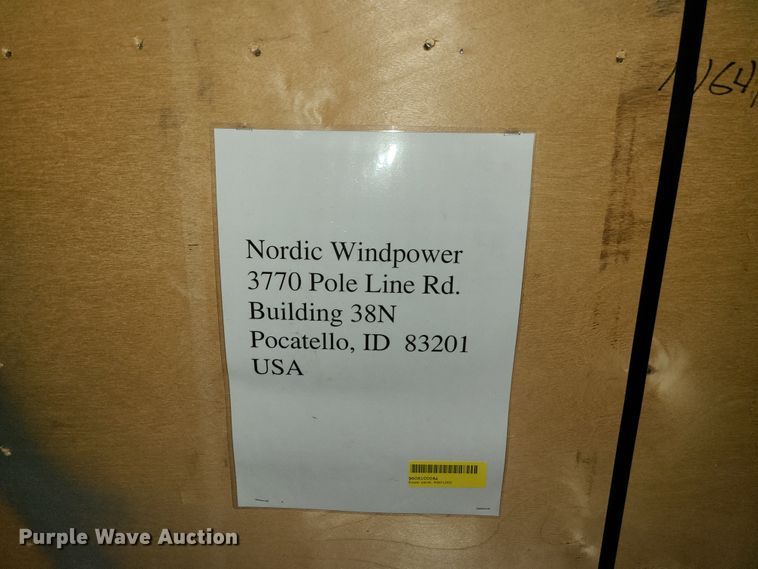 Nordic Windpower
3770 Pole Line Rd.
Building 38N
Pocatello, ID 83201
USA
Purple Wave Auction